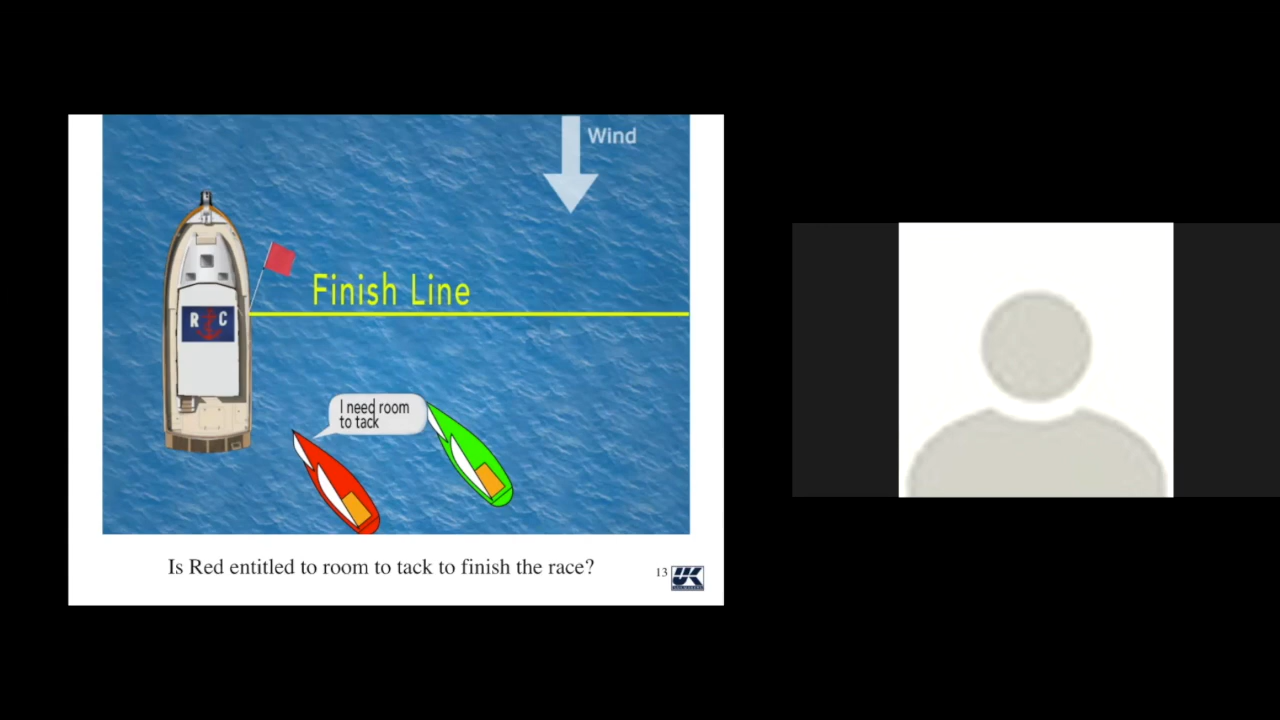 Wind
Finish Line
R C
I need room
to tack
Is Red entitled to room to tack to finish the race?
13
UK